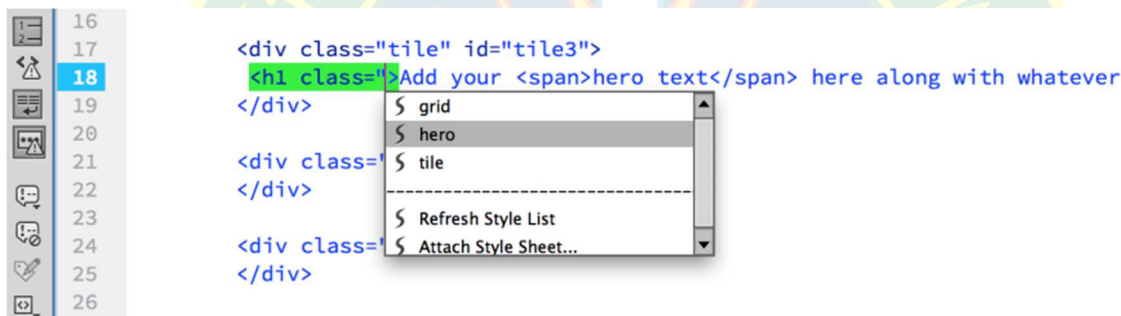 16
17 <div class="tile" id="tile3">
18 <h1 class=">Add your <span>hero text</span> here along with whatever
19 </div>
grid
20
hero
21 <div class="
tile
22 </div>
23
Refresh Style List
24 <div class='
Attach Style Sheet...
25 </div>
26